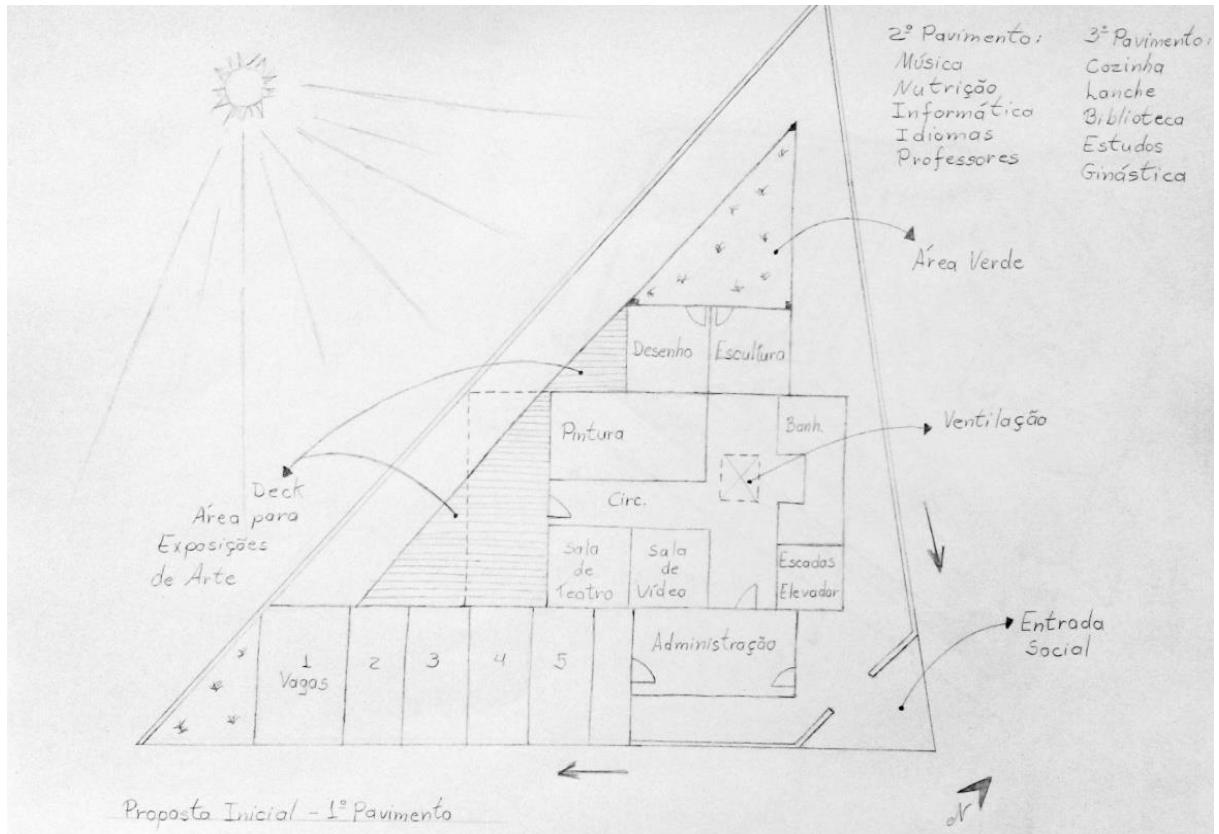 2º Pavimento:
Música
Nutrição
Informática
Idiomas
Professores
3º Pavimento:
Cozinha
Lanche
Biblioteca
Estudos
Ginástica
Área Verde
Desenho
Escultura
Pintura
Banh.
Ventilação
Circ.
Deck
Área para
Exposições
de Arte
Sala
de
Teatro
Sala
de
Vídeo
Escadas
Elevador
Administração
Entrada
Social
1
Vagas
2
3
4
5
N
Proposta Inicial - 1º Pavimento